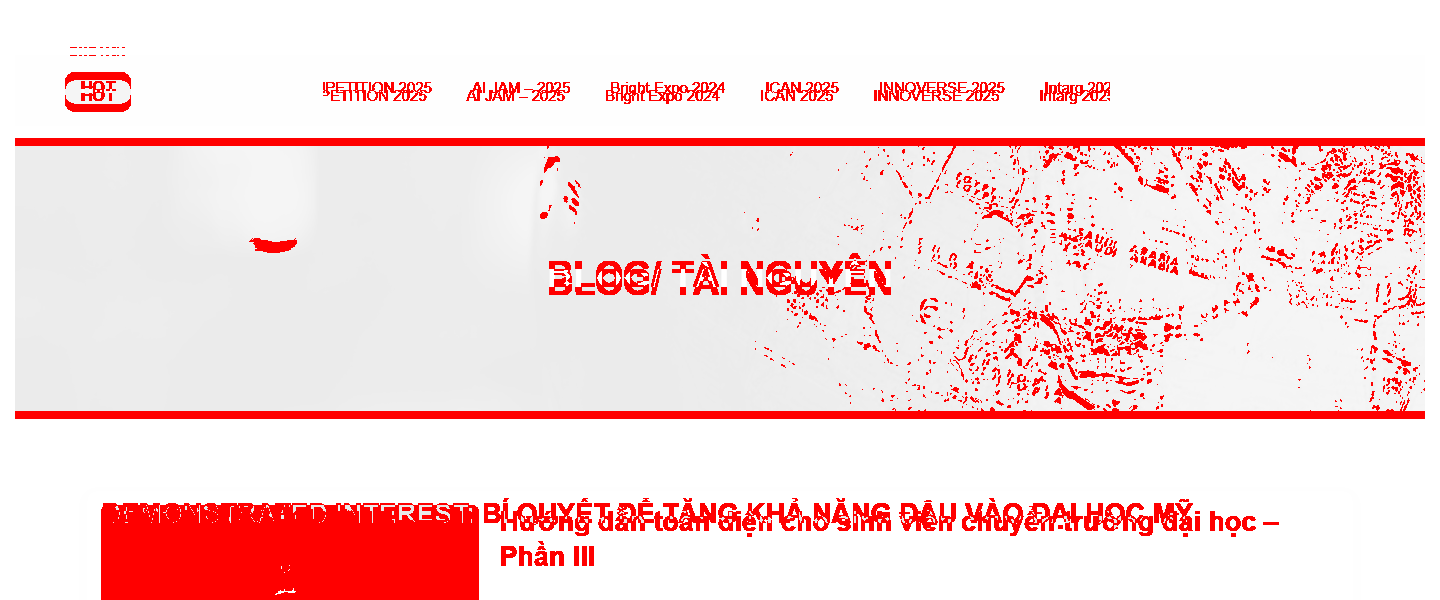 HOT
PETITION 2025 AI JAM – 2025 Bright Expo 2024 ICAN 2025 INNOVERSE 2025 Intarg 202
BLOG/ TÀI NGUYÊN
DEMONSTRATED INTEREST: BÍ QUYẾT ĐỂ TĂNG KHẢ NĂNG ĐẬU VÀO ĐẠI HỌC MỸ
Hướng dẫn toàn diện cho sinh viên chuyển trường đại học –
Phần III